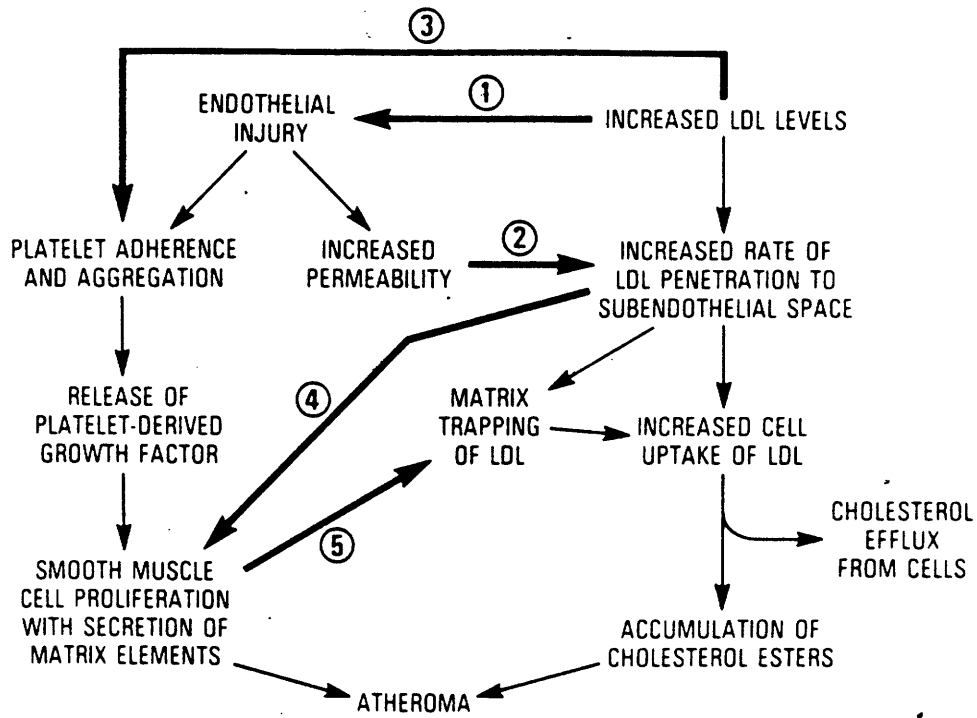 ③
①
ENDOTHELIAL
INJURY
INCREASED LDL LEVELS
PLATELET ADHERENCE
AND AGGREGATION
INCREASED
PERMEABILITY
②
INCREASED RATE OF
LDL PENETRATION TO
SUBENDOTHELIAL SPACE
RELEASE OF
PLATELET-DERIVED
GROWTH FACTOR
④
MATRIX
TRAPPING
OF LDL
INCREASED CELL
UPTAKE OF LDL
CHOLESTEROL
EFFLUX
FROM CELLS
⑤
SMOOTH MUSCLE
CELL PROLIFERATION
WITH SECRETION OF
MATRIX ELEMENTS
ACCUMULATION OF
CHOLESTEROL ESTERS
ATHEROMA